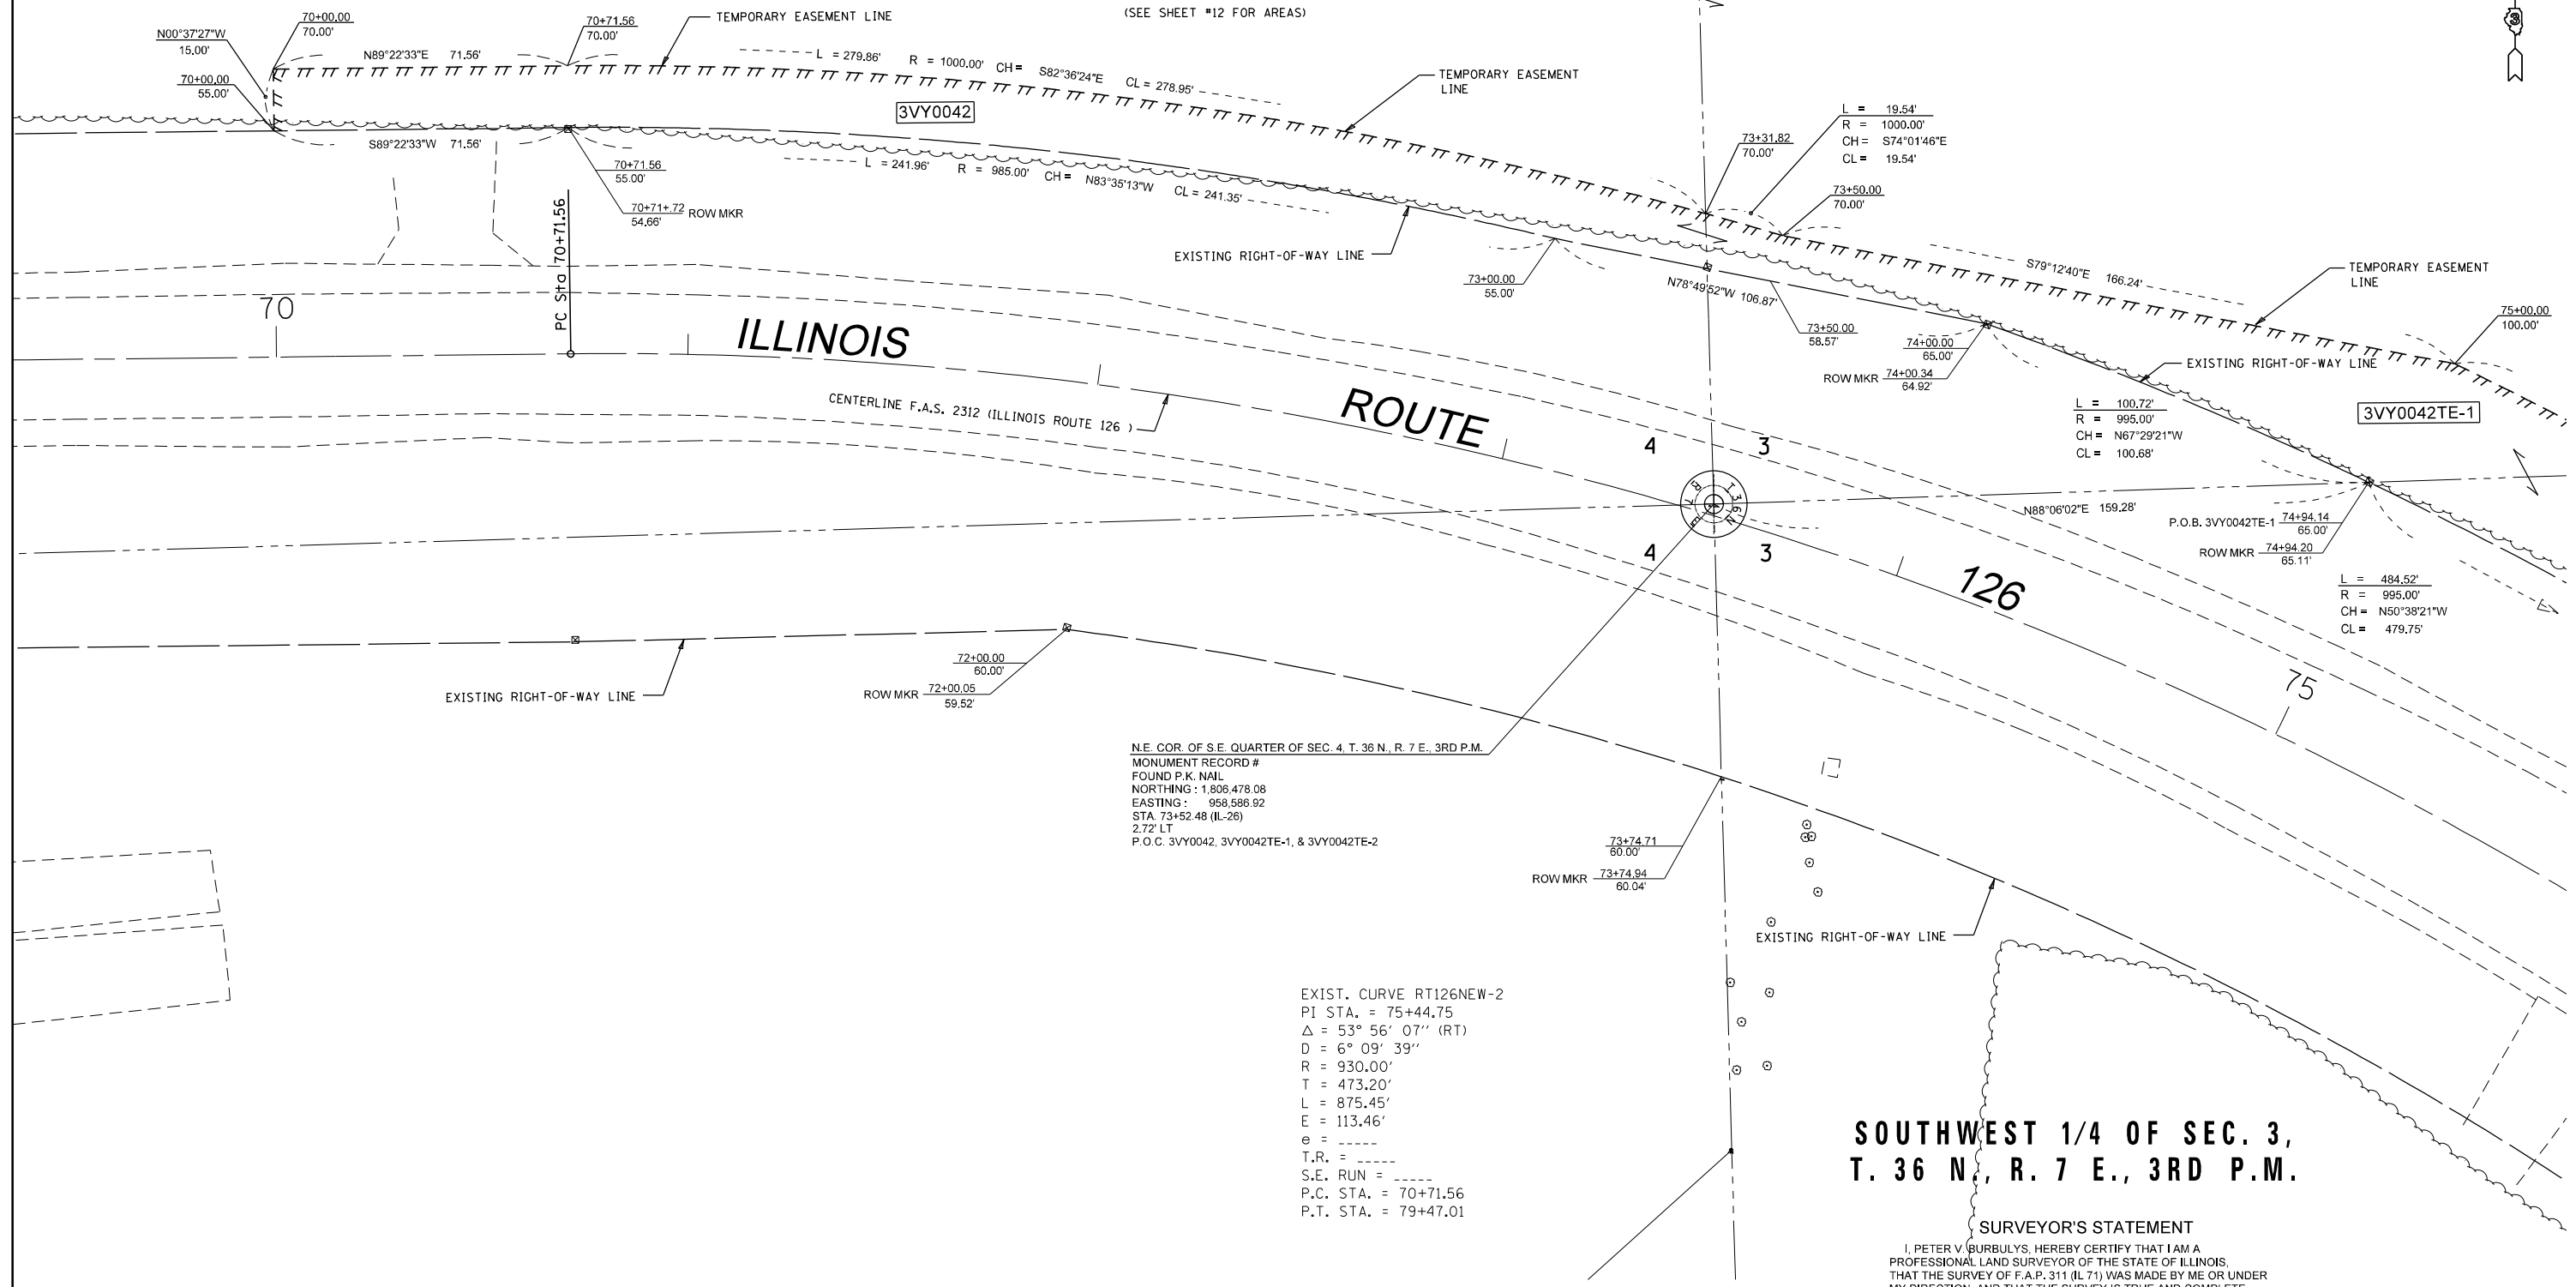 (SEE SHEET #12 FOR AREAS)
3
N00°37'27"W
15.00'
70+00.00
70.00'
70+00.00
55.00'
N89°22'33"E 71.56'
70+71.56
70.00'
TEMPORARY EASEMENT LINE
L = 279.86' R = 1000.00' CH = S82°36'24"E CL = 278.95'
TEMPORARY EASEMENT
LINE
3VY0042
S89°22'33"W 71.56'
70+71.56
55.00'
70+71+.72
54.66'
ROW MKR
L = 241.96' R = 985.00' CH = N83°35'13"W CL = 241.35'
EXISTING RIGHT-OF-WAY LINE
73+00.00
55.00'
73+31.82
70.00'
L = 19.54'
R = 1000.00'
CH = S74°01'46"E
CL = 19.54'
73+50.00
70.00'
S79°12'40"E 166.24'
TEMPORARY EASEMENT
LINE
75+00.00
100.00'
N78°49'52"W 106.87'
73+50.00
58.57'
74+00.00
65.00'
ROW MKR 74+00.34
64.92'
EXISTING RIGHT-OF-WAY LINE
L = 100.72'
R = 995.00'
CH = N67°29'21"W
CL = 100.68'
3VY0042TE-1
PC Sta 70+71.56
70
ILLINOIS
ROUTE
126
CENTERLINE F.A.S. 2312 (ILLINOIS ROUTE 126 )
4 3
T 36 N
R 7 E
4 3
N88°06'02"E 159.28'
P.O.B. 3VY0042TE-1 74+94.14
65.00'
ROW MKR 74+94.20
65.11'
L = 484.52'
R = 995.00'
CH = N50°38'21"W
CL = 479.75'
75
EXISTING RIGHT-OF-WAY LINE
72+00.00
60.00'
ROW MKR 72+00.05
59.52'
N.E. COR. OF S.E. QUARTER OF SEC. 4, T. 36 N., R. 7 E., 3RD P.M.
MONUMENT RECORD #
FOUND P.K. NAIL
NORTHING : 1,806,478.08
EASTING : 958,586.92
STA. 73+52.48 (IL-26)
2.72' LT
P.O.C. 3VY0042, 3VY0042TE-1, & 3VY0042TE-2
73+74.71
60.00'
ROW MKR 73+74.94
60.04'
EXISTING RIGHT-OF-WAY LINE
EXIST. CURVE RT126NEW-2
PI STA. = 75+44.75
Δ = 53° 56' 07'' (RT)
D = 6° 09' 39''
R = 930.00'
T = 473.20'
L = 875.45'
E = 113.46'
e = _____
T.R. = _____
S.E. RUN = _____
P.C. STA. = 70+71.56
P.T. STA. = 79+47.01
SOUTHWEST 1/4 OF SEC. 3,
T. 36 N., R. 7 E., 3RD P.M.
SURVEYOR'S STATEMENT
I, PETER V. BURBULYS, HEREBY CERTIFY THAT I AM A
PROFESSIONAL LAND SURVEYOR OF THE STATE OF ILLINOIS,
THAT THE SURVEY OF F.A.P. 311 (IL 71) WAS MADE BY ME OR UNDER
MY DIRECTION, AND THAT THE SURVEY IS TRUE AND COMPLETE